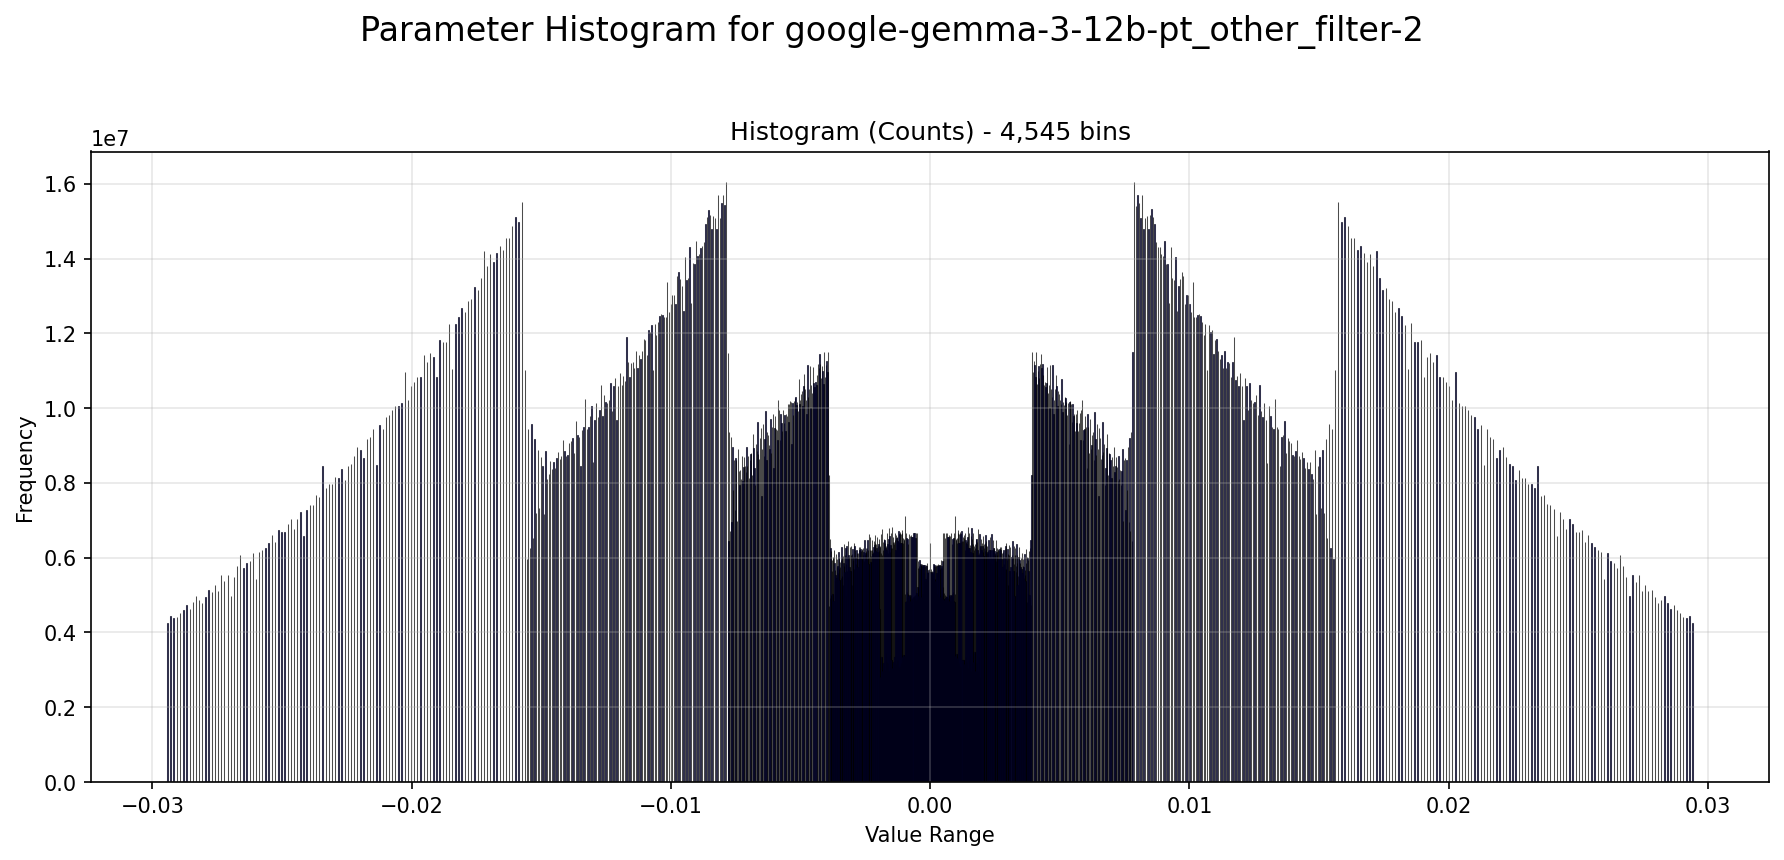 Parameter Histogram for google-gemma-3-12b-pt_other_filter-2
Histogram (Counts) - 4,545 bins
1e7
1.6
1.4
1.2
1.0
0.8
0.6
0.4
0.2
0.0
Frequency
−0.03 −0.02 −0.01 0.00 0.01 0.02 0.03
Value Range